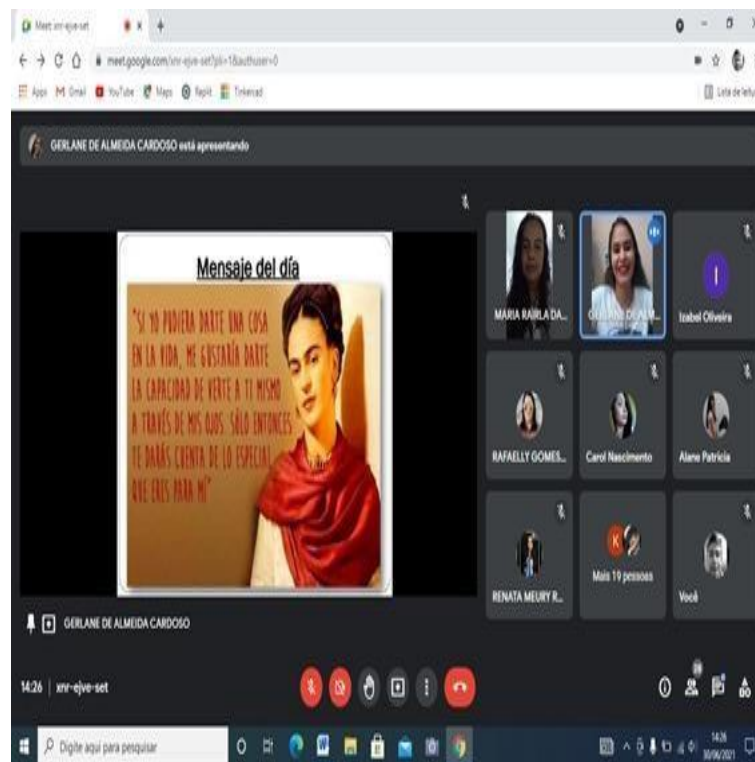 Meet: xnr-ejve-set
meet.google.com/xnr-ejve-set?pli=1&authuser=0
Apps Gmail YouTube Maps Replit Tinkercad
Lista de leitu
GERLANE DE ALMEIDA CARDOSO está apresentando
Mensaje del día
"SI YO PUDIERA DARTE UNA COSA
EN LA VIDA, ME GUSTARÍA DARTE
LA CAPACIDAD DE VERTE A TI MISMO
A TRAVÉS DE MIS OJOS. SÓLO ENTONCES
TE DARÁS CUENTA DE LO ESPECIAL
QUE ERES PARA MÍ"
MARIA RAIRLA DA...
GERLANE DE ALM...
Izabel Oliveira
RAFAELLY GOMES...
Carol Nascimento
Alane Patricia
RENATA MEURY R...
K
Mais 19 pessoas
Você
GERLANE DE ALMEIDA CARDOSO
14:26 | xnr-ejve-set
Digite aqui para pesquisar
14:26
30/06/2021